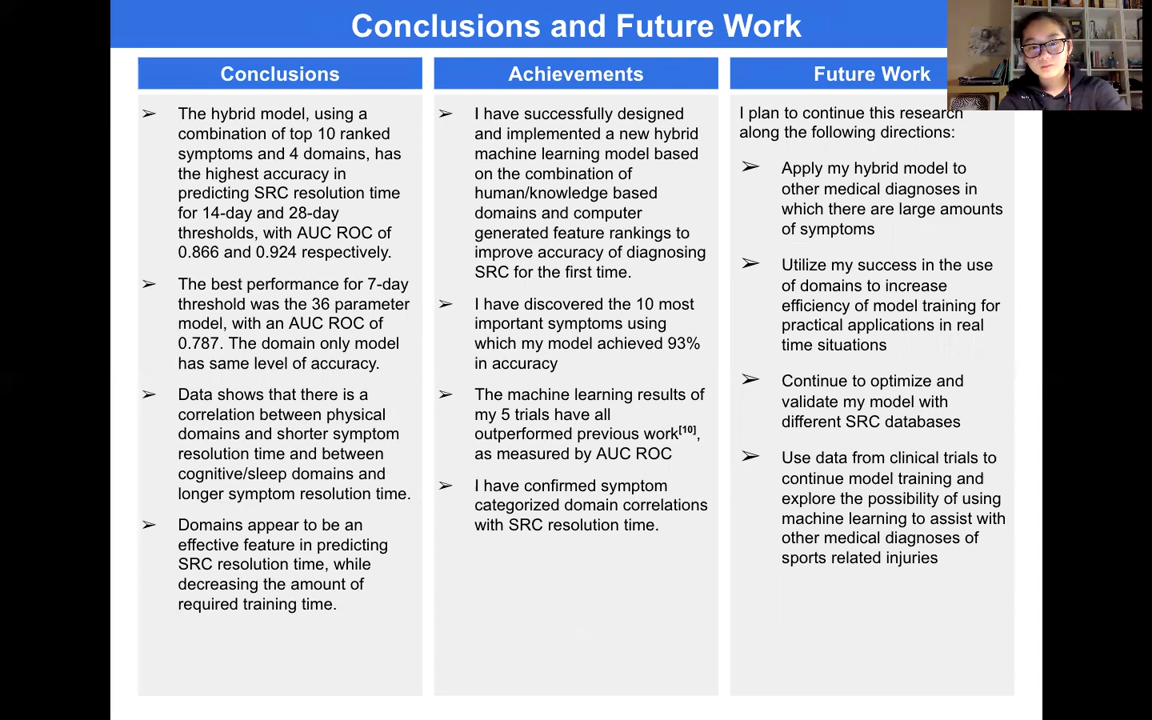 Conclusions and Future Work
Conclusions
➢ The hybrid model, using a
combination of top 10 ranked
symptoms and 4 domains, has
the highest accuracy in
predicting SRC resolution time
for 14-day and 28-day
thresholds, with AUC ROC of
0.866 and 0.924 respectively.
➢ The best performance for 7-day
threshold was the 36 parameter
model, with an AUC ROC of
0.787. The domain only model
has same level of accuracy.
➢ Data shows that there is a
correlation between physical
domains and shorter symptom
resolution time and between
cognitive/sleep domains and
longer symptom resolution time.
➢ Domains appear to be an
effective feature in predicting
SRC resolution time, while
decreasing the amount of
required training time.
Achievements
➢ I have successfully designed
and implemented a new hybrid
machine learning model based
on the combination of
human/knowledge based
domains and computer
generated feature rankings to
improve accuracy of diagnosing
SRC for the first time.
➢ I have discovered the 10 most
important symptoms using
which my model achieved 93%
in accuracy
➢ The machine learning results of
my 5 trials have all
outperformed previous work[10],
as measured by AUC ROC
➢ I have confirmed symptom
categorized domain correlations
with SRC resolution time.
Future Work
I plan to continue this research
along the following directions:
➢ Apply my hybrid model to
other medical diagnoses in
which there are large amounts
of symptoms
➢ Utilize my success in the use
of domains to increase
efficiency of model training for
practical applications in real
time situations
➢ Continue to optimize and
validate my model with
different SRC databases
➢ Use data from clinical trials to
continue model training and
explore the possibility of using
machine learning to assist with
other medical diagnoses of
sports related injuries